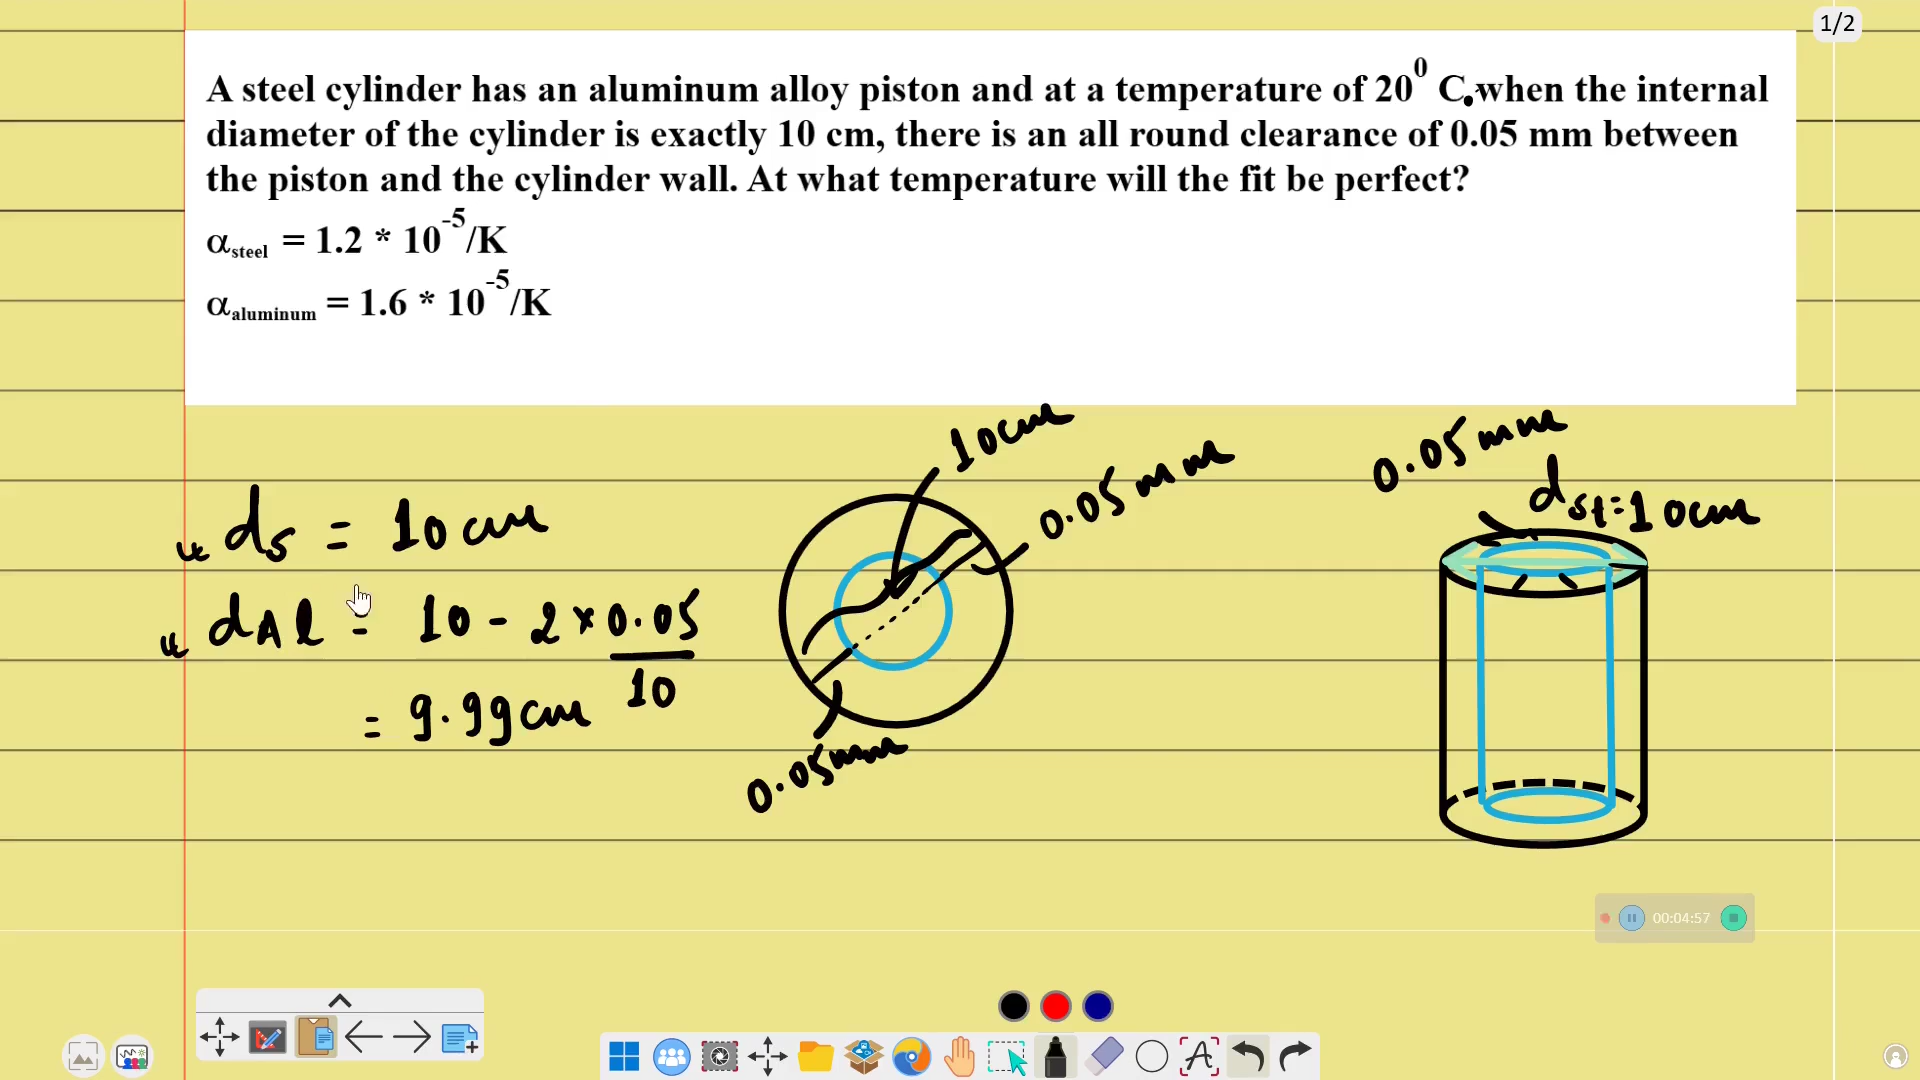 1/2
A steel cylinder has an aluminum alloy piston and at a temperature of 20⁰ C.when the internal
diameter of the cylinder is exactly 10 cm, there is an all round clearance of 0.05 mm between
the piston and the cylinder wall. At what temperature will the fit be perfect?
αsteel = 1.2 * 10⁻⁵/K
αaluminum = 1.6 * 10⁻⁵/K
ds = 10cm
dAl = 10 - 2 × 0.05/10
= 9.99cm
10cm
0.05mm
0.05mm
0.05mm
dst=10cm
00:04:57